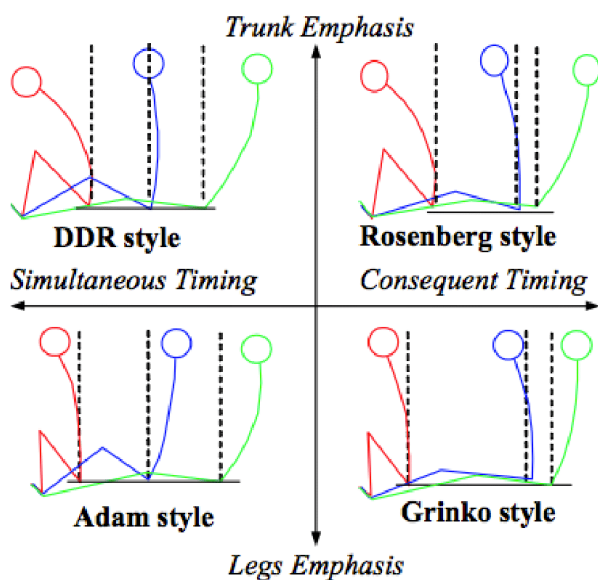 Trunk Emphasis
DDR style
Rosenberg style
Simultaneous Timing
Consequent Timing
Adam style
Grinko style
Legs Emphasis